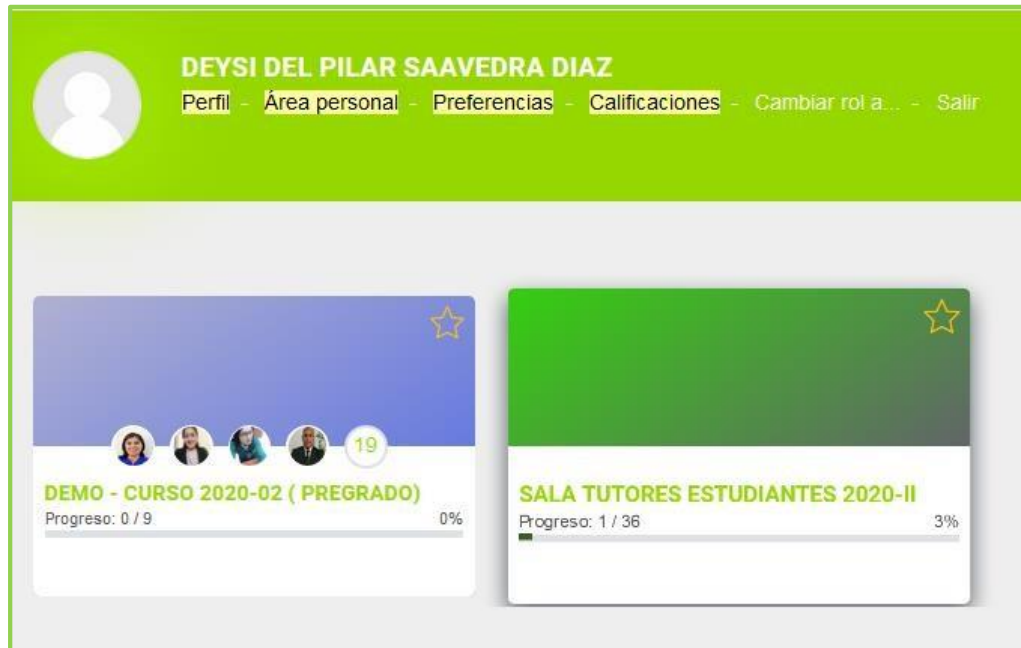 DEYSI DEL PILAR SAAVEDRA DIAZ
Perfil - Área personal - Preferencias - Calificaciones - Cambiar rol a... - Salir
19
DEMO - CURSO 2020-02 ( PREGRADO)
Progreso: 0 / 9 0%
SALA TUTORES ESTUDIANTES 2020-II
Progreso: 1 / 36 3%